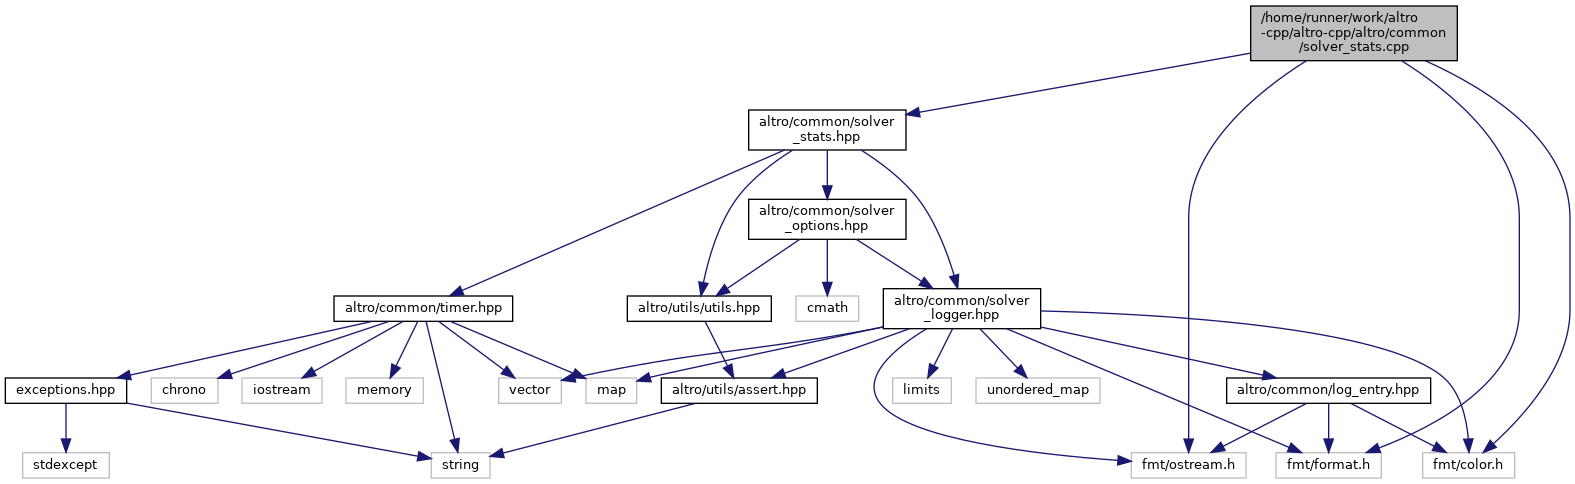 /home/runner/work/altro
-cpp/altro-cpp/altro/common
/solver_stats.cpp
altro/common/solver
_stats.hpp
altro/common/solver
_options.hpp
altro/common/timer.hpp
altro/utils/utils.hpp
cmath
altro/common/solver
_logger.hpp
exceptions.hpp
chrono
iostream
memory
vector
map
altro/utils/assert.hpp
limits
unordered_map
altro/common/log_entry.hpp
stdexcept
string
fmt/ostream.h
fmt/format.h
fmt/color.h